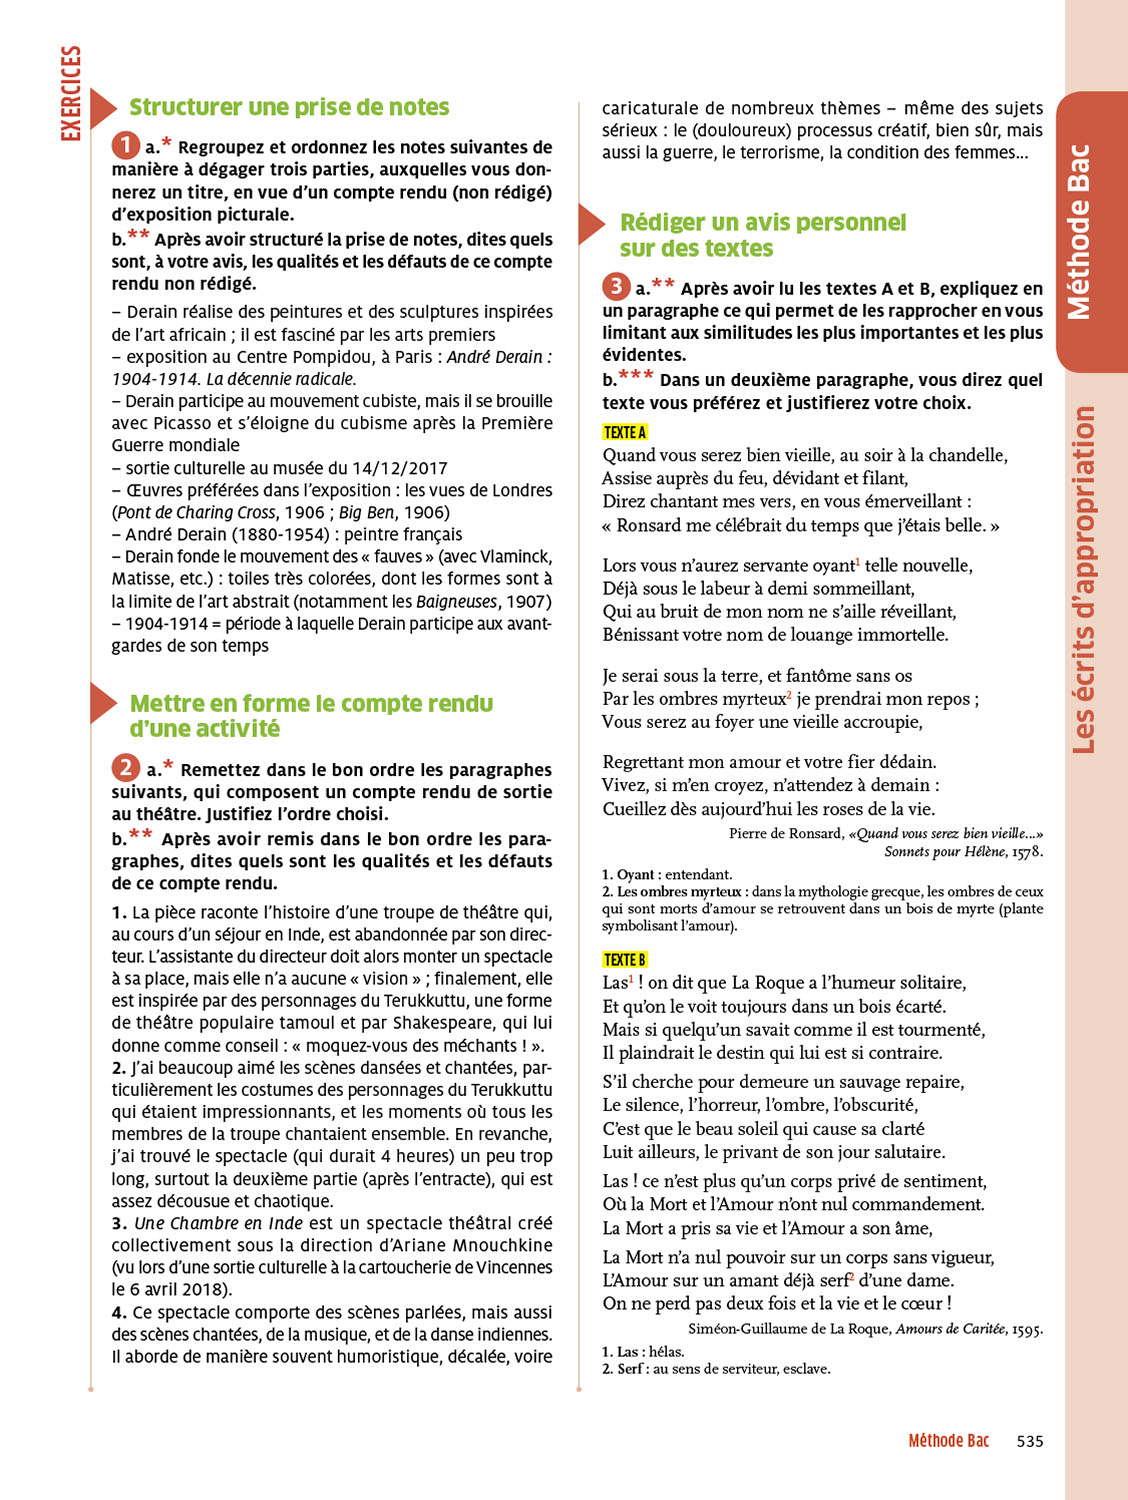 EXERCICES
Structurer une prise de notes
1 a.* Regroupez et ordonnez les notes suivantes de
manière à dégager trois parties, auxquelles vous don-
nerez un titre, en vue d'un compte rendu (non rédigé)
d'exposition picturale.
b.** Après avoir structuré la prise de notes, dites quels
sont, à votre avis, les qualités et les défauts de ce compte
rendu non rédigé.
– Derain réalise des peintures et des sculptures inspirées
de l'art africain ; il est fasciné par les arts premiers
– exposition au Centre Pompidou, à Paris : André Derain :
1904-1914. La décennie radicale.
– Derain participe au mouvement cubiste, mais il se brouille
avec Picasso et s'éloigne du cubisme après la Première
Guerre mondiale
– sortie culturelle au musée du 14/12/2017
– Œuvres préférées dans l'exposition : les vues de Londres
(Pont de Charing Cross, 1906 ; Big Ben, 1906)
– André Derain (1880-1954) : peintre français
– Derain fonde le mouvement des « fauves » (avec Vlaminck,
Matisse, etc.) : toiles très colorées, dont les formes sont à
la limite de l'art abstrait (notamment les Baigneuses, 1907)
– 1904-1914 = période à laquelle Derain participe aux avant-
gardes de son temps
Mettre en forme le compte rendu
d'une activité
2 a.* Remettez dans le bon ordre les paragraphes
suivants, qui composent un compte rendu de sortie
au théâtre. Justifiez l'ordre choisi.
b.** Après avoir remis dans le bon ordre les para-
graphes, dites quels sont les qualités et les défauts
de ce compte rendu.
1. La pièce raconte l'histoire d'une troupe de théâtre qui,
au cours d'un séjour en Inde, est abandonnée par son direc-
teur. L'assistante du directeur doit alors monter un spectacle
à sa place, mais elle n'a aucune « vision » ; finalement, elle
est inspirée par des personnages du Terukkuttu, une forme
de théâtre populaire tamoul et par Shakespeare, qui lui
donne comme conseil : « moquez-vous des méchants ! ».
2. J'ai beaucoup aimé les scènes dansées et chantées, par-
ticulièrement les costumes des personnages du Terukkuttu
qui étaient impressionnants, et les moments où tous les
membres de la troupe chantaient ensemble. En revanche,
j'ai trouvé le spectacle (qui durait 4 heures) un peu trop
long, surtout la deuxième partie (après l'entracte), qui est
assez décousue et chaotique.
3. Une Chambre en Inde est un spectacle théâtral créé
collectivement sous la direction d'Ariane Mnouchkine
(vu lors d'une sortie culturelle à la cartoucherie de Vincennes
le 6 avril 2018).
4. Ce spectacle comporte des scènes parlées, mais aussi
des scènes chantées, de la musique, et de la danse indiennes.
Il aborde de manière souvent humoristique, décalée, voire
caricaturale de nombreux thèmes – même des sujets
sérieux : le (douloureux) processus créatif, bien sûr, mais
aussi la guerre, le terrorisme, la condition des femmes...
Rédiger un avis personnel
sur des textes
3 a.** Après avoir lu les textes A et B, expliquez en
un paragraphe ce qui permet de les rapprocher en vous
limitant aux similitudes les plus importantes et les plus
évidentes.
b.*** Dans un deuxième paragraphe, vous direz quel
texte vous préférez et justifierez votre choix.
TEXTE A
Quand vous serez bien vieille, au soir à la chandelle,
Assise auprès du feu, dévidant et filant,
Direz chantant mes vers, en vous émerveillant :
« Ronsard me célébrait du temps que j'étais belle. »
Lors vous n'aurez servante oyant1 telle nouvelle,
Déjà sous le labeur à demi sommeillant,
Qui au bruit de mon nom ne s'aille réveillant,
Bénissant votre nom de louange immortelle.
Je serai sous la terre, et fantôme sans os
Par les ombres myrteux2 je prendrai mon repos ;
Vous serez au foyer une vieille accroupie,
Regrettant mon amour et votre fier dédain.
Vivez, si m'en croyez, n'attendez à demain :
Cueillez dès aujourd'hui les roses de la vie.
Pierre de Ronsard, «Quand vous serez bien vieille...»
Sonnets pour Hélène, 1578.
1. Oyant : entendant.
2. Les ombres myrteux : dans la mythologie grecque, les ombres de ceux
qui sont morts d'amour se retrouvent dans un bois de myrte (plante
symbolisant l'amour).
TEXTE B
Las1 ! on dit que La Roque a l'humeur solitaire,
Et qu'on le voit toujours dans un bois écarté.
Mais si quelqu'un savait comme il est tourmenté,
Il plaindrait le destin qui lui est si contraire.
S'il cherche pour demeure un sauvage repaire,
Le silence, l'horreur, l'ombre, l'obscurité,
C'est que le beau soleil qui cause sa clarté
Luit ailleurs, le privant de son jour salutaire.
Las ! ce n'est plus qu'un corps privé de sentiment,
Où la Mort et l'Amour n'ont nul commandement.
La Mort a pris sa vie et l'Amour a son âme,
La Mort n'a nul pouvoir sur un corps sans vigueur,
L'Amour sur un amant déjà serf2 d'une dame.
On ne perd pas deux fois et la vie et le cœur !
Siméon-Guillaume de La Roque, Amours de Caritée, 1595.
1. Las : hélas.
2. Serf : au sens de serviteur, esclave.
Méthode Bac
Les écrits d'appropriation
Méthode Bac 535